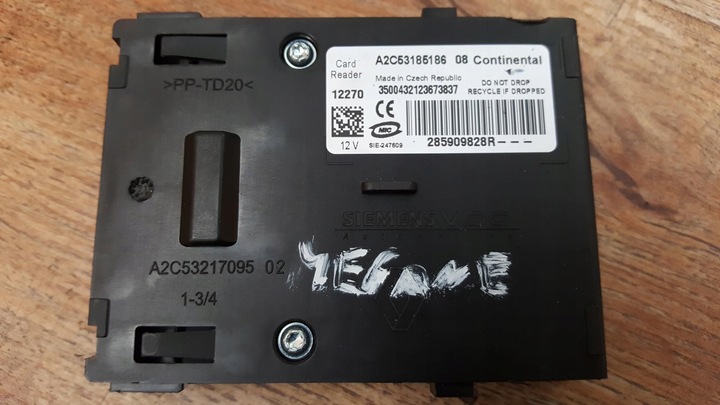 >PP-TD20<
Card
Reader
12270
12 V
A2C53185186 08 Continental
Made in Czech Republic
DO NOT DROP
RECYCLE IF DROPPED
3500432123673837
CE
MIC
SIE-247609
285909828R---
SIEMENS VDO
MEGANE
A2C53217095 02
1-3/4